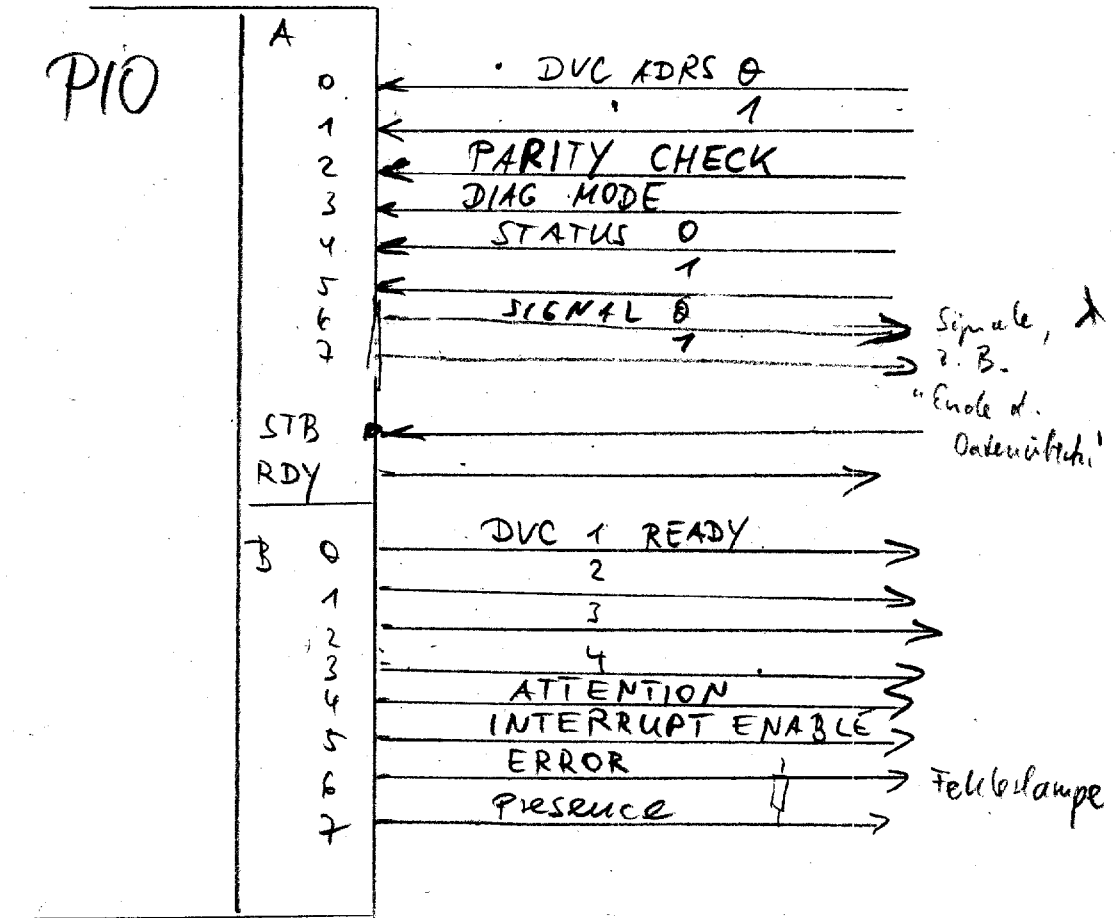 PIO
A
0 DVC ADRS 0
1 1
2 PARITY CHECK
3 DIAG MODE
4 STATUS 0
5 1
6 SIGNAL 0 Signale,
7 1 z. B.
"Ende d.
STB
RDY
B 0 DVC 1 READY
1 2
2 3
3 4
4 ATTENTION
5 INTERRUPT ENABLE
6 ERROR Fehlerlampe
7 Presence